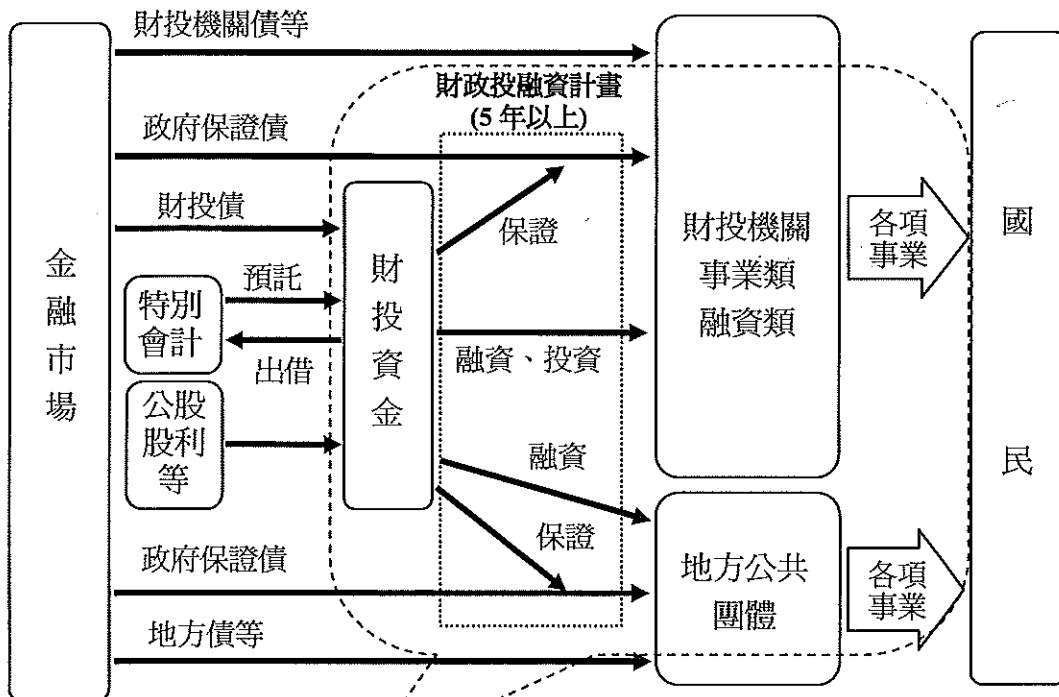 財投機關債等
財政投融資計畫
(5 年以上)
政府保證債
保證
財投債
金融市場
預託
特別
會計
出借
公股
股利
等
財投資金
融資、投資
融資
保證
財投機關
事業類
融資類
各項
事業
國民
政府保證債
地方公共
團體
各項
事業
地方債等